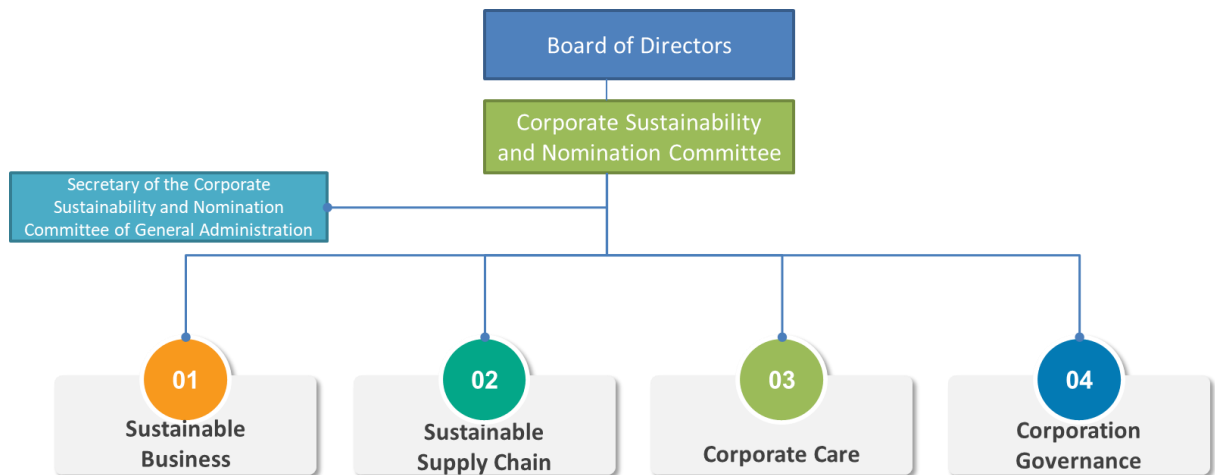 Board of Directors
Corporate Sustainability
and Nomination Committee
Secretary of the Corporate
Sustainability and Nomination
Committee of General Administration
01
Sustainable
Business
02
Sustainable
Supply Chain
03
Corporate Care
04
Corporation
Governance